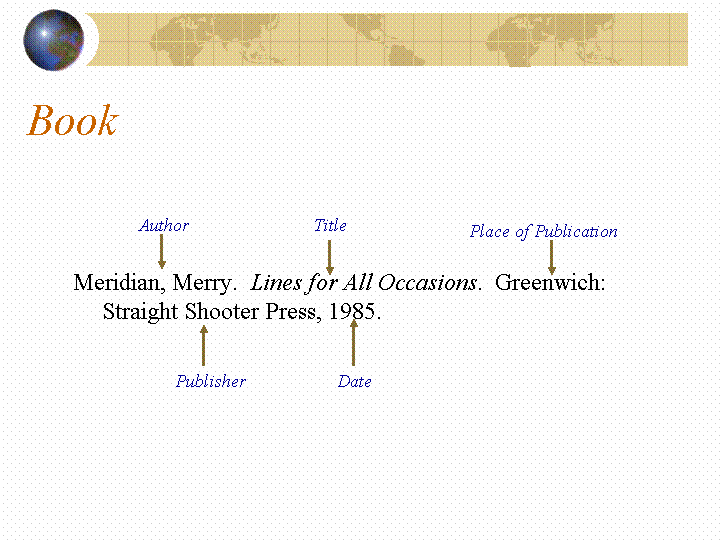 Book
Author Title Place of Publication
Meridian, Merry. Lines for All Occasions. Greenwich:
Straight Shooter Press, 1985.
Publisher Date